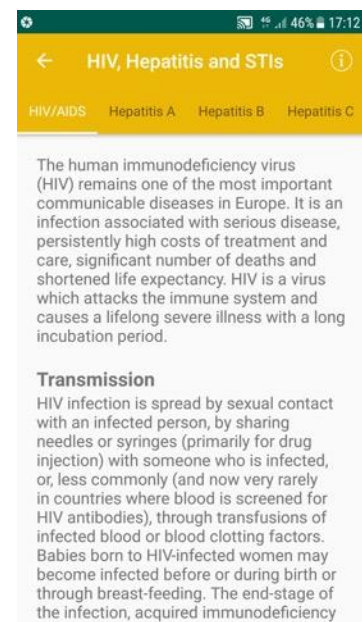 46% 17:12
HIV, Hepatitis and STIs
HIV/AIDS Hepatitis A Hepatitis B Hepatitis C
The human immunodeficiency virus
(HIV) remains one of the most important
communicable diseases in Europe. It is an
infection associated with serious disease,
persistently high costs of treatment and
care, significant number of deaths and
shortened life expectancy. HIV is a virus
which attacks the immune system and
causes a lifelong severe illness with a long
incubation period.
Transmission
HIV infection is spread by sexual contact
with an infected person, by sharing
needles or syringes (primarily for drug
injection) with someone who is infected,
or, less commonly (and now very rarely
in countries where blood is screened for
HIV antibodies), through transfusions of
infected blood or blood clotting factors.
Babies born to HIV-infected women may
become infected before or during birth or
through breast-feeding. The end-stage of
the infection, acquired immunodeficiency